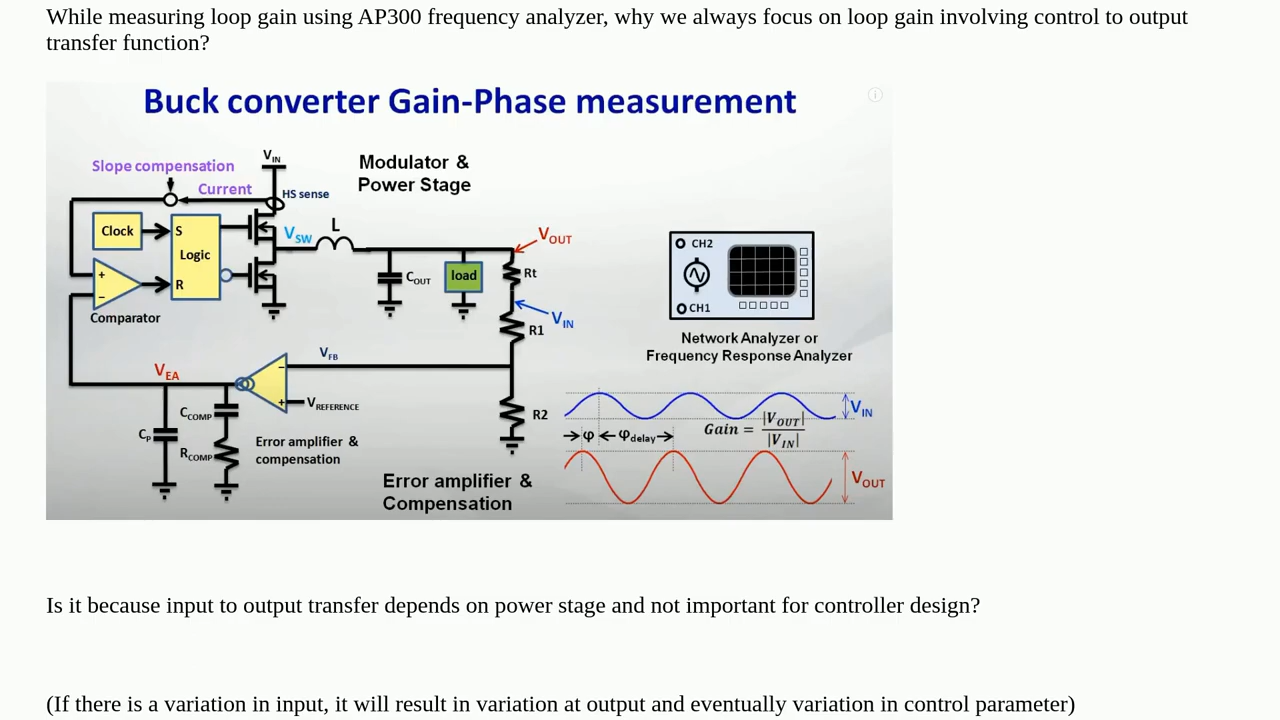 While measuring loop gain using AP300 frequency analyzer, why we always focus on loop gain involving control to output
transfer function?
Buck converter Gain-Phase measurement
Slope compensation
VIN
Modulator &
Power Stage
Current
HS sense
Clock
S
Logic
R
VSW
L
VOUT
+
−
Comparator
COUT
load
Rt
VIN
R1
CH2
CH1
Network Analyzer or
Frequency Response Analyzer
VFB
VEA
−
+
VREFERENCE
R2
CCOMP
CP
RCOMP
Error amplifier &
compensation
Error amplifier &
Compensation
VIN
φ
φdelay
Gain = |VOUT| / |VIN|
VOUT
Is it because input to output transfer depends on power stage and not important for controller design?
(If there is a variation in input, it will result in variation at output and eventually variation in control parameter)